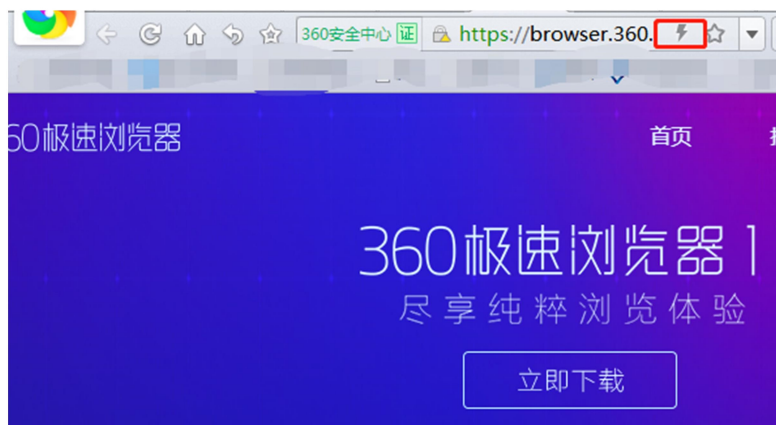 360安全中心 证 https://browser.360.
360极速浏览器 首页
360极速浏览器 1
尽享纯粹浏览体验
立即下载